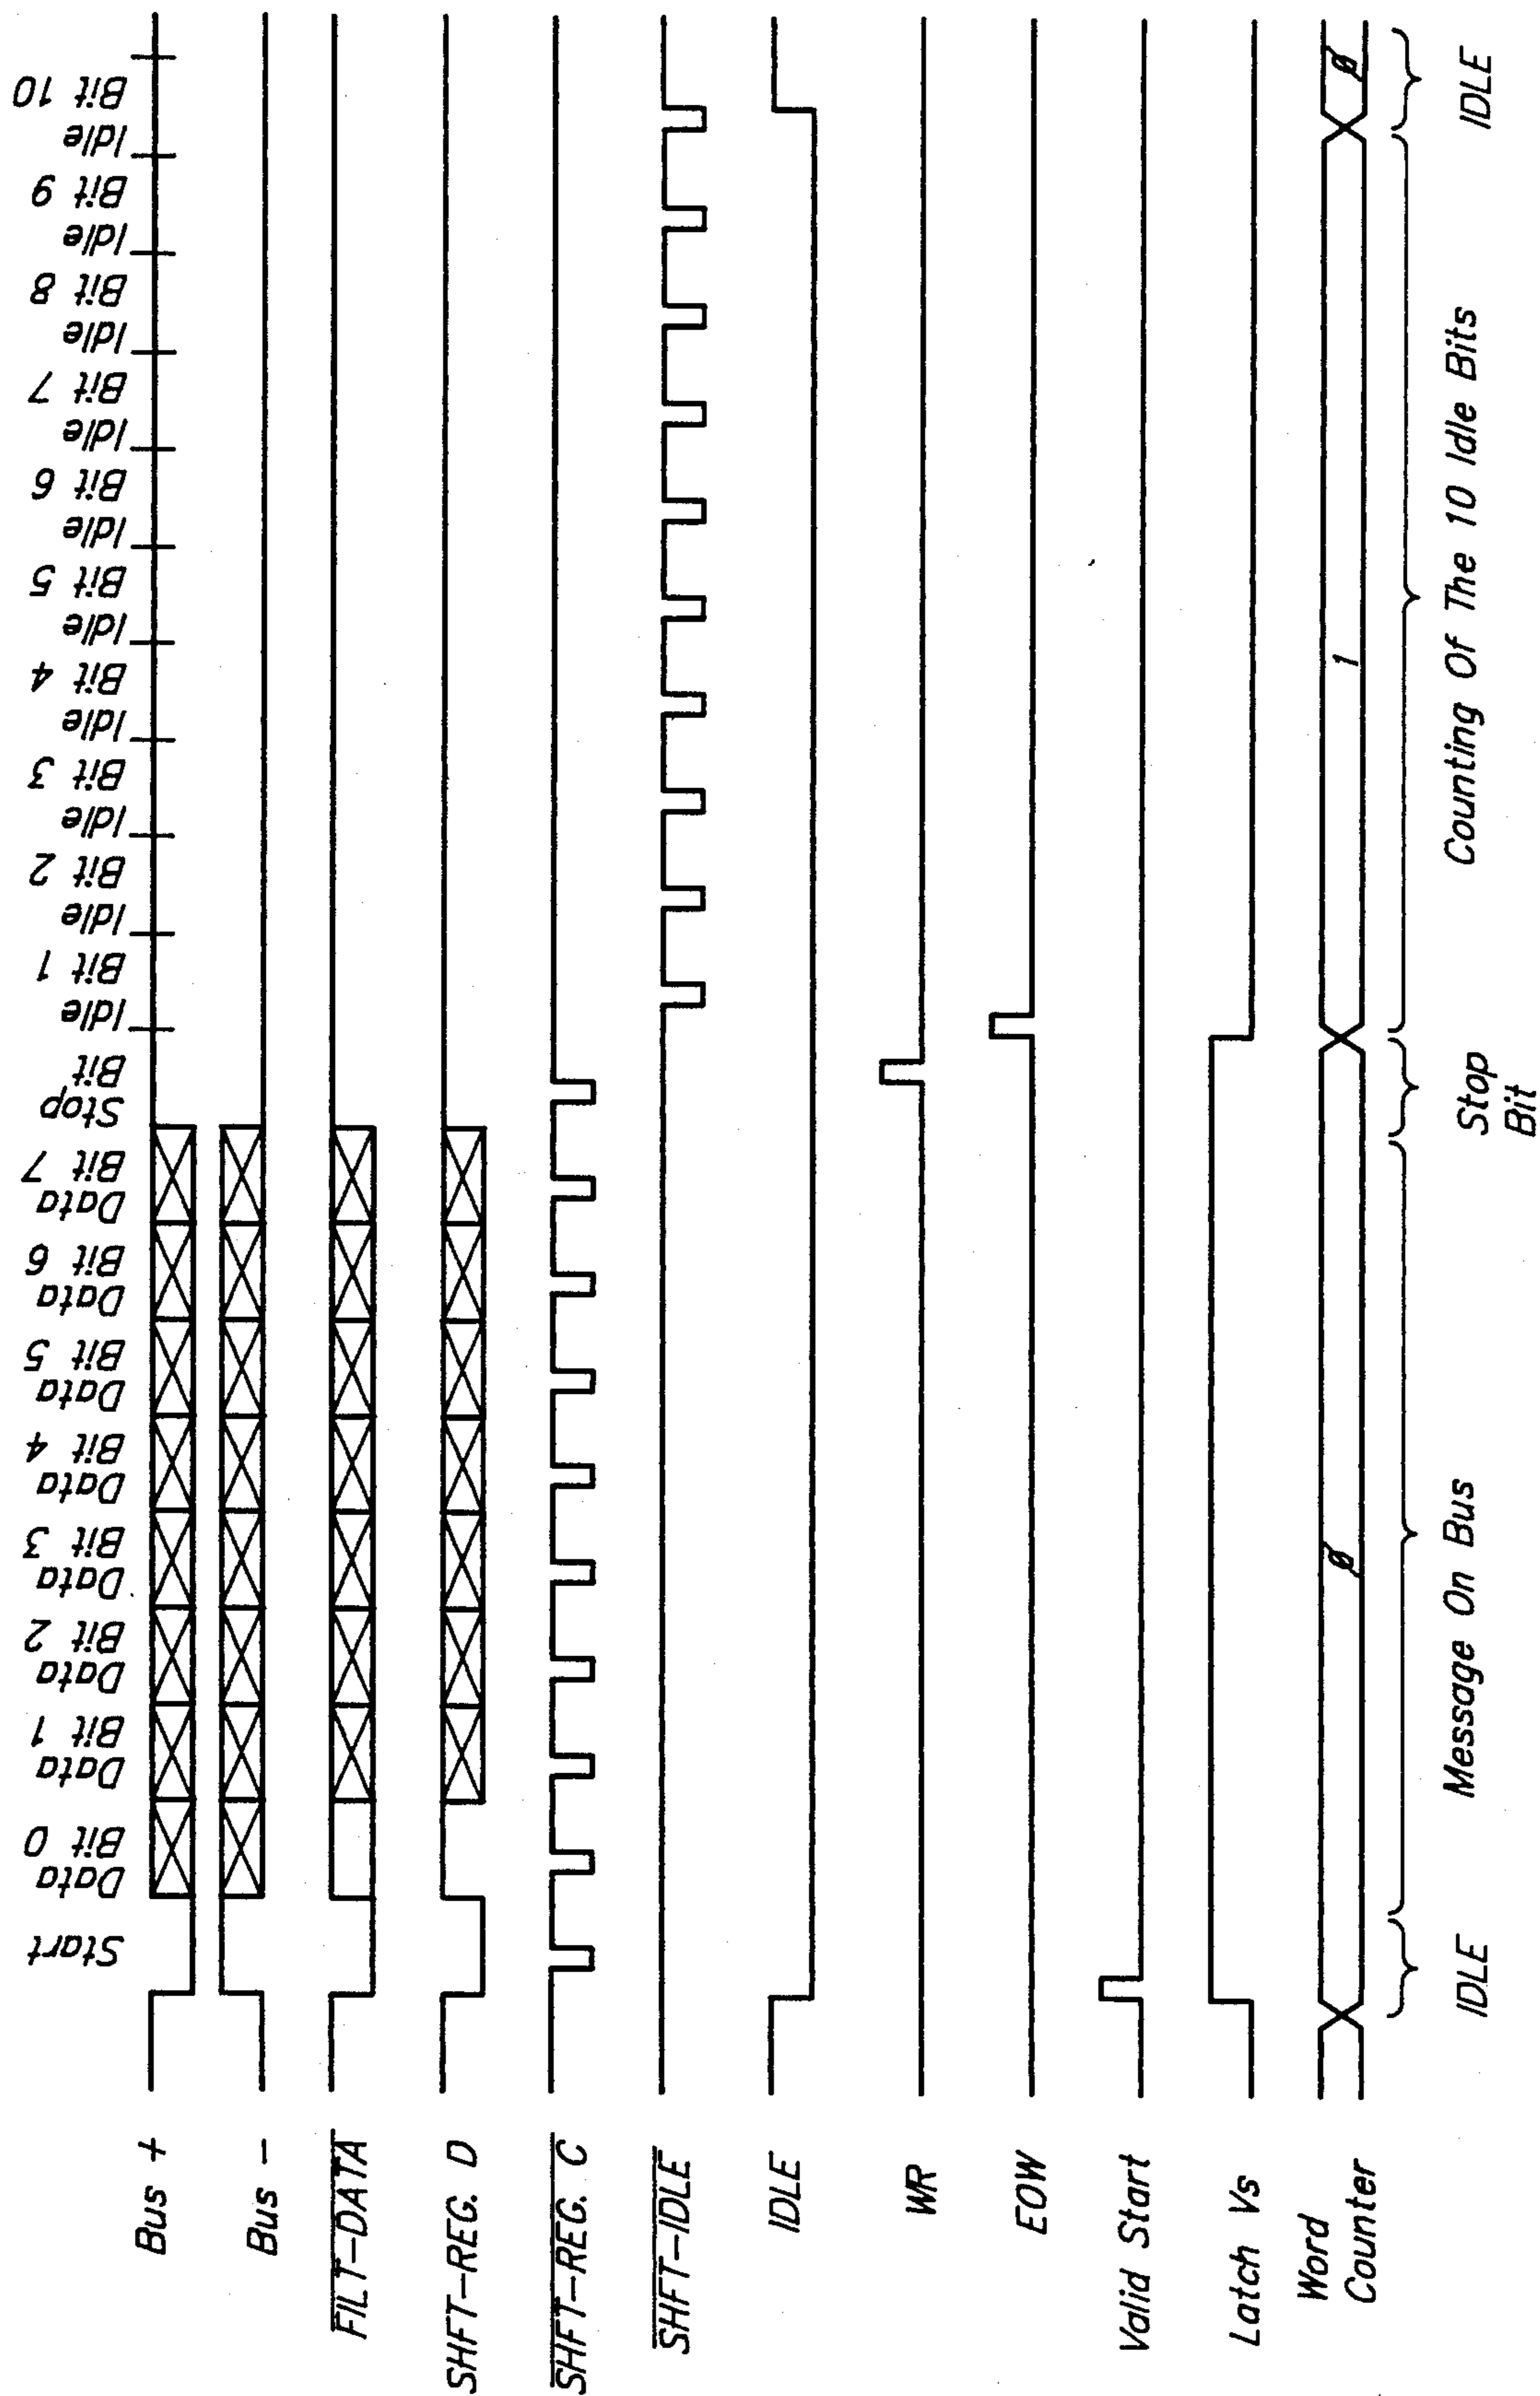 Start
Data Bit 0
Data Bit 1
Data Bit 2
Data Bit 3
Data Bit 4
Data Bit 5
Data Bit 6
Data Bit 7
Stop Bit
Idle Bit 1
Idle Bit 2
Idle Bit 3
Idle Bit 4
Idle Bit 5
Idle Bit 6
Idle Bit 7
Idle Bit 8
Idle Bit 9
Idle Bit 10
Bus +
Bus -
FILT-DATA
SHFT-REG. D
SHFT-REG. C
SHFT-IDLE
IDLE
WR
EOW
Valid Start
Latch Vs
Word
Counter
Ø
1
Ø
IDLE
Message On Bus
Stop
Bit
Counting Of The 10 Idle Bits
IDLE